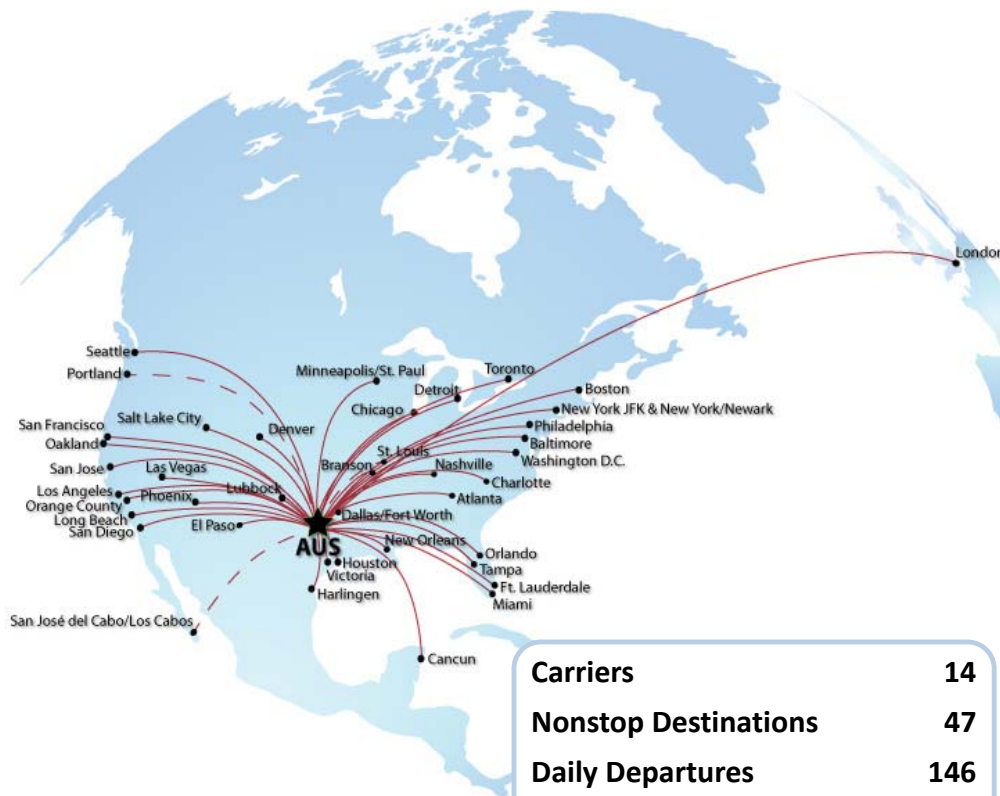 London
Seattle
Portland
Minneapolis/St. Paul
Toronto
Detroit
Boston
Chicago
New York JFK & New York/Newark
San Francisco
Salt Lake City
Denver
Philadelphia
Oakland
Baltimore
St. Louis
Washington D.C.
San Jose
Las Vegas
Branson
Nashville
Charlotte
Los Angeles
Phoenix
Lubbock
Atlanta
Orange County
Long Beach
Dallas/Fort Worth
San Diego
El Paso
AUS
New Orleans
Orlando
Houston
Tampa
Victoria
Ft. Lauderdale
Harlingen
Miami
San José del Cabo/Los Cabos
Cancun
Carriers 14
Nonstop Destinations 47
Daily Departures 146